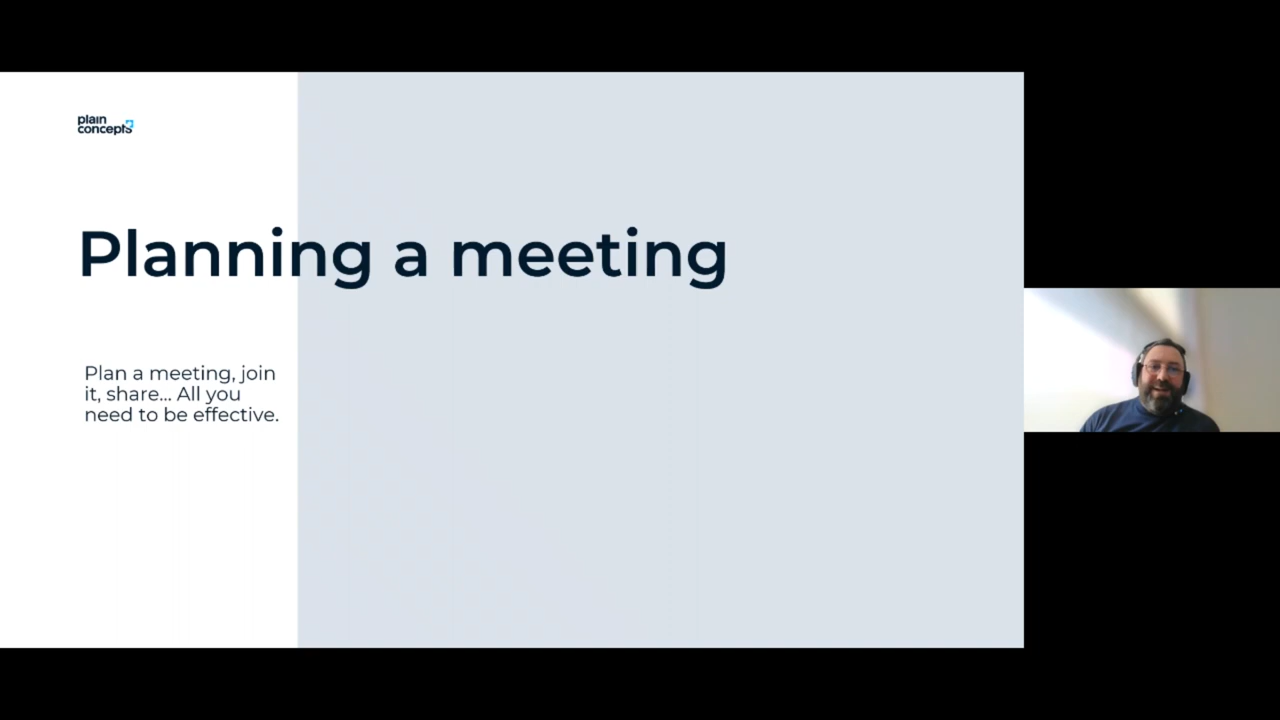 plain
concepts
Planning a meeting
Plan a meeting, join
it, share... All you
need to be effective.